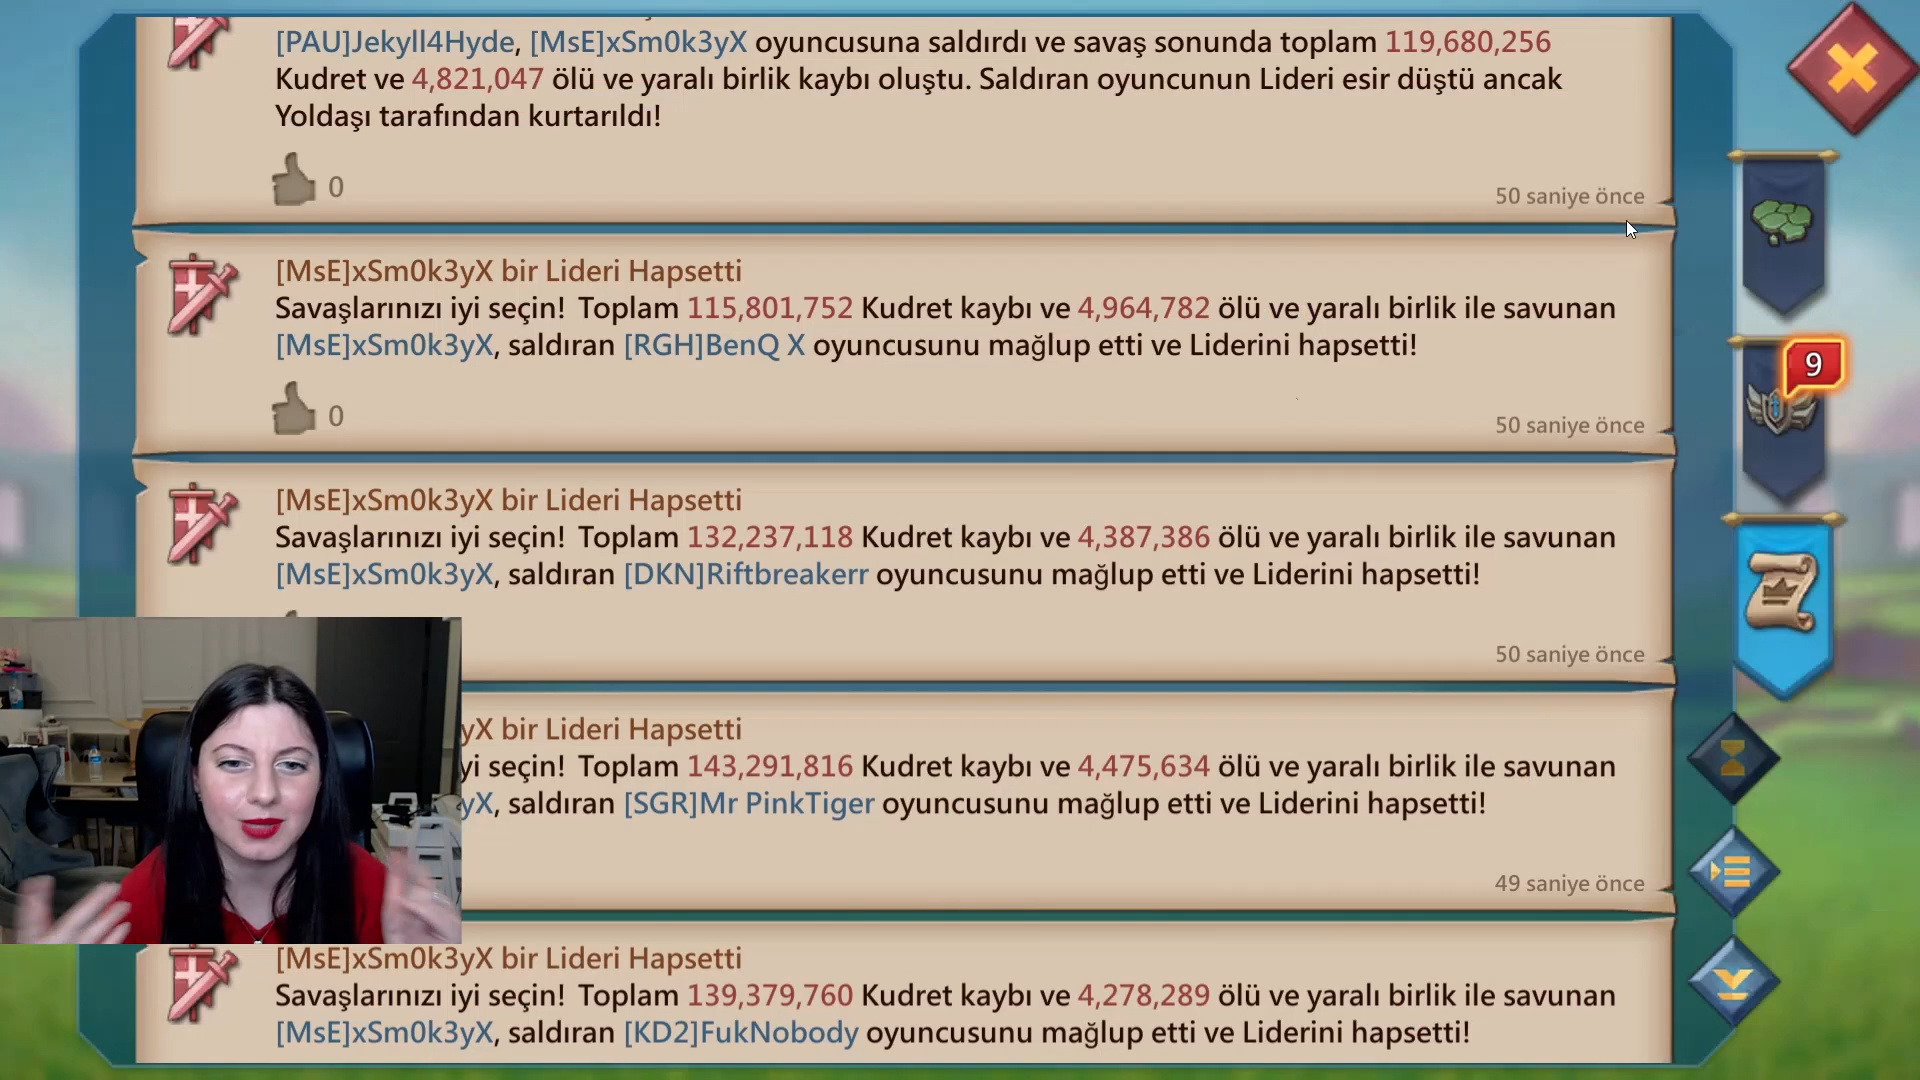 [PAU]Jekyll4Hyde, [MsE]xSm0k3yX oyuncusuna saldırdı ve savaş sonunda toplam 119,680,256
Kudret ve 4,821,047 ölü ve yaralı birlik kaybı oluştu. Saldıran oyuncunun Lideri esir düştü ancak
Yoldaşı tarafından kurtarıldı!
0
50 saniye önce
[MsE]xSm0k3yX bir Lideri Hapsetti
Savaşlarınızı iyi seçin! Toplam 115,801,752 Kudret kaybı ve 4,964,782 ölü ve yaralı birlik ile savunan
[MsE]xSm0k3yX, saldıran [RGH]BenQ X oyuncusunu mağlup etti ve Liderini hapsetti!
0
50 saniye önce
9
[MsE]xSm0k3yX bir Lideri Hapsetti
Savaşlarınızı iyi seçin! Toplam 132,237,118 Kudret kaybı ve 4,387,386 ölü ve yaralı birlik ile savunan
[MsE]xSm0k3yX, saldıran [DKN]Riftbreakerr oyuncusunu mağlup etti ve Liderini hapsetti!
50 saniye önce
yX bir Lideri Hapsetti
yi seçin! Toplam 143,291,816 Kudret kaybı ve 4,475,634 ölü ve yaralı birlik ile savunan
yX, saldıran [SGR]Mr PinkTiger oyuncusunu mağlup etti ve Liderini hapsetti!
49 saniye önce
[MsE]xSm0k3yX bir Lideri Hapsetti
Savaşlarınızı iyi seçin! Toplam 139,379,760 Kudret kaybı ve 4,278,289 ölü ve yaralı birlik ile savunan
[MsE]xSm0k3yX, saldıran [KD2]FukNobody oyuncusunu mağlup etti ve Liderini hapsetti!